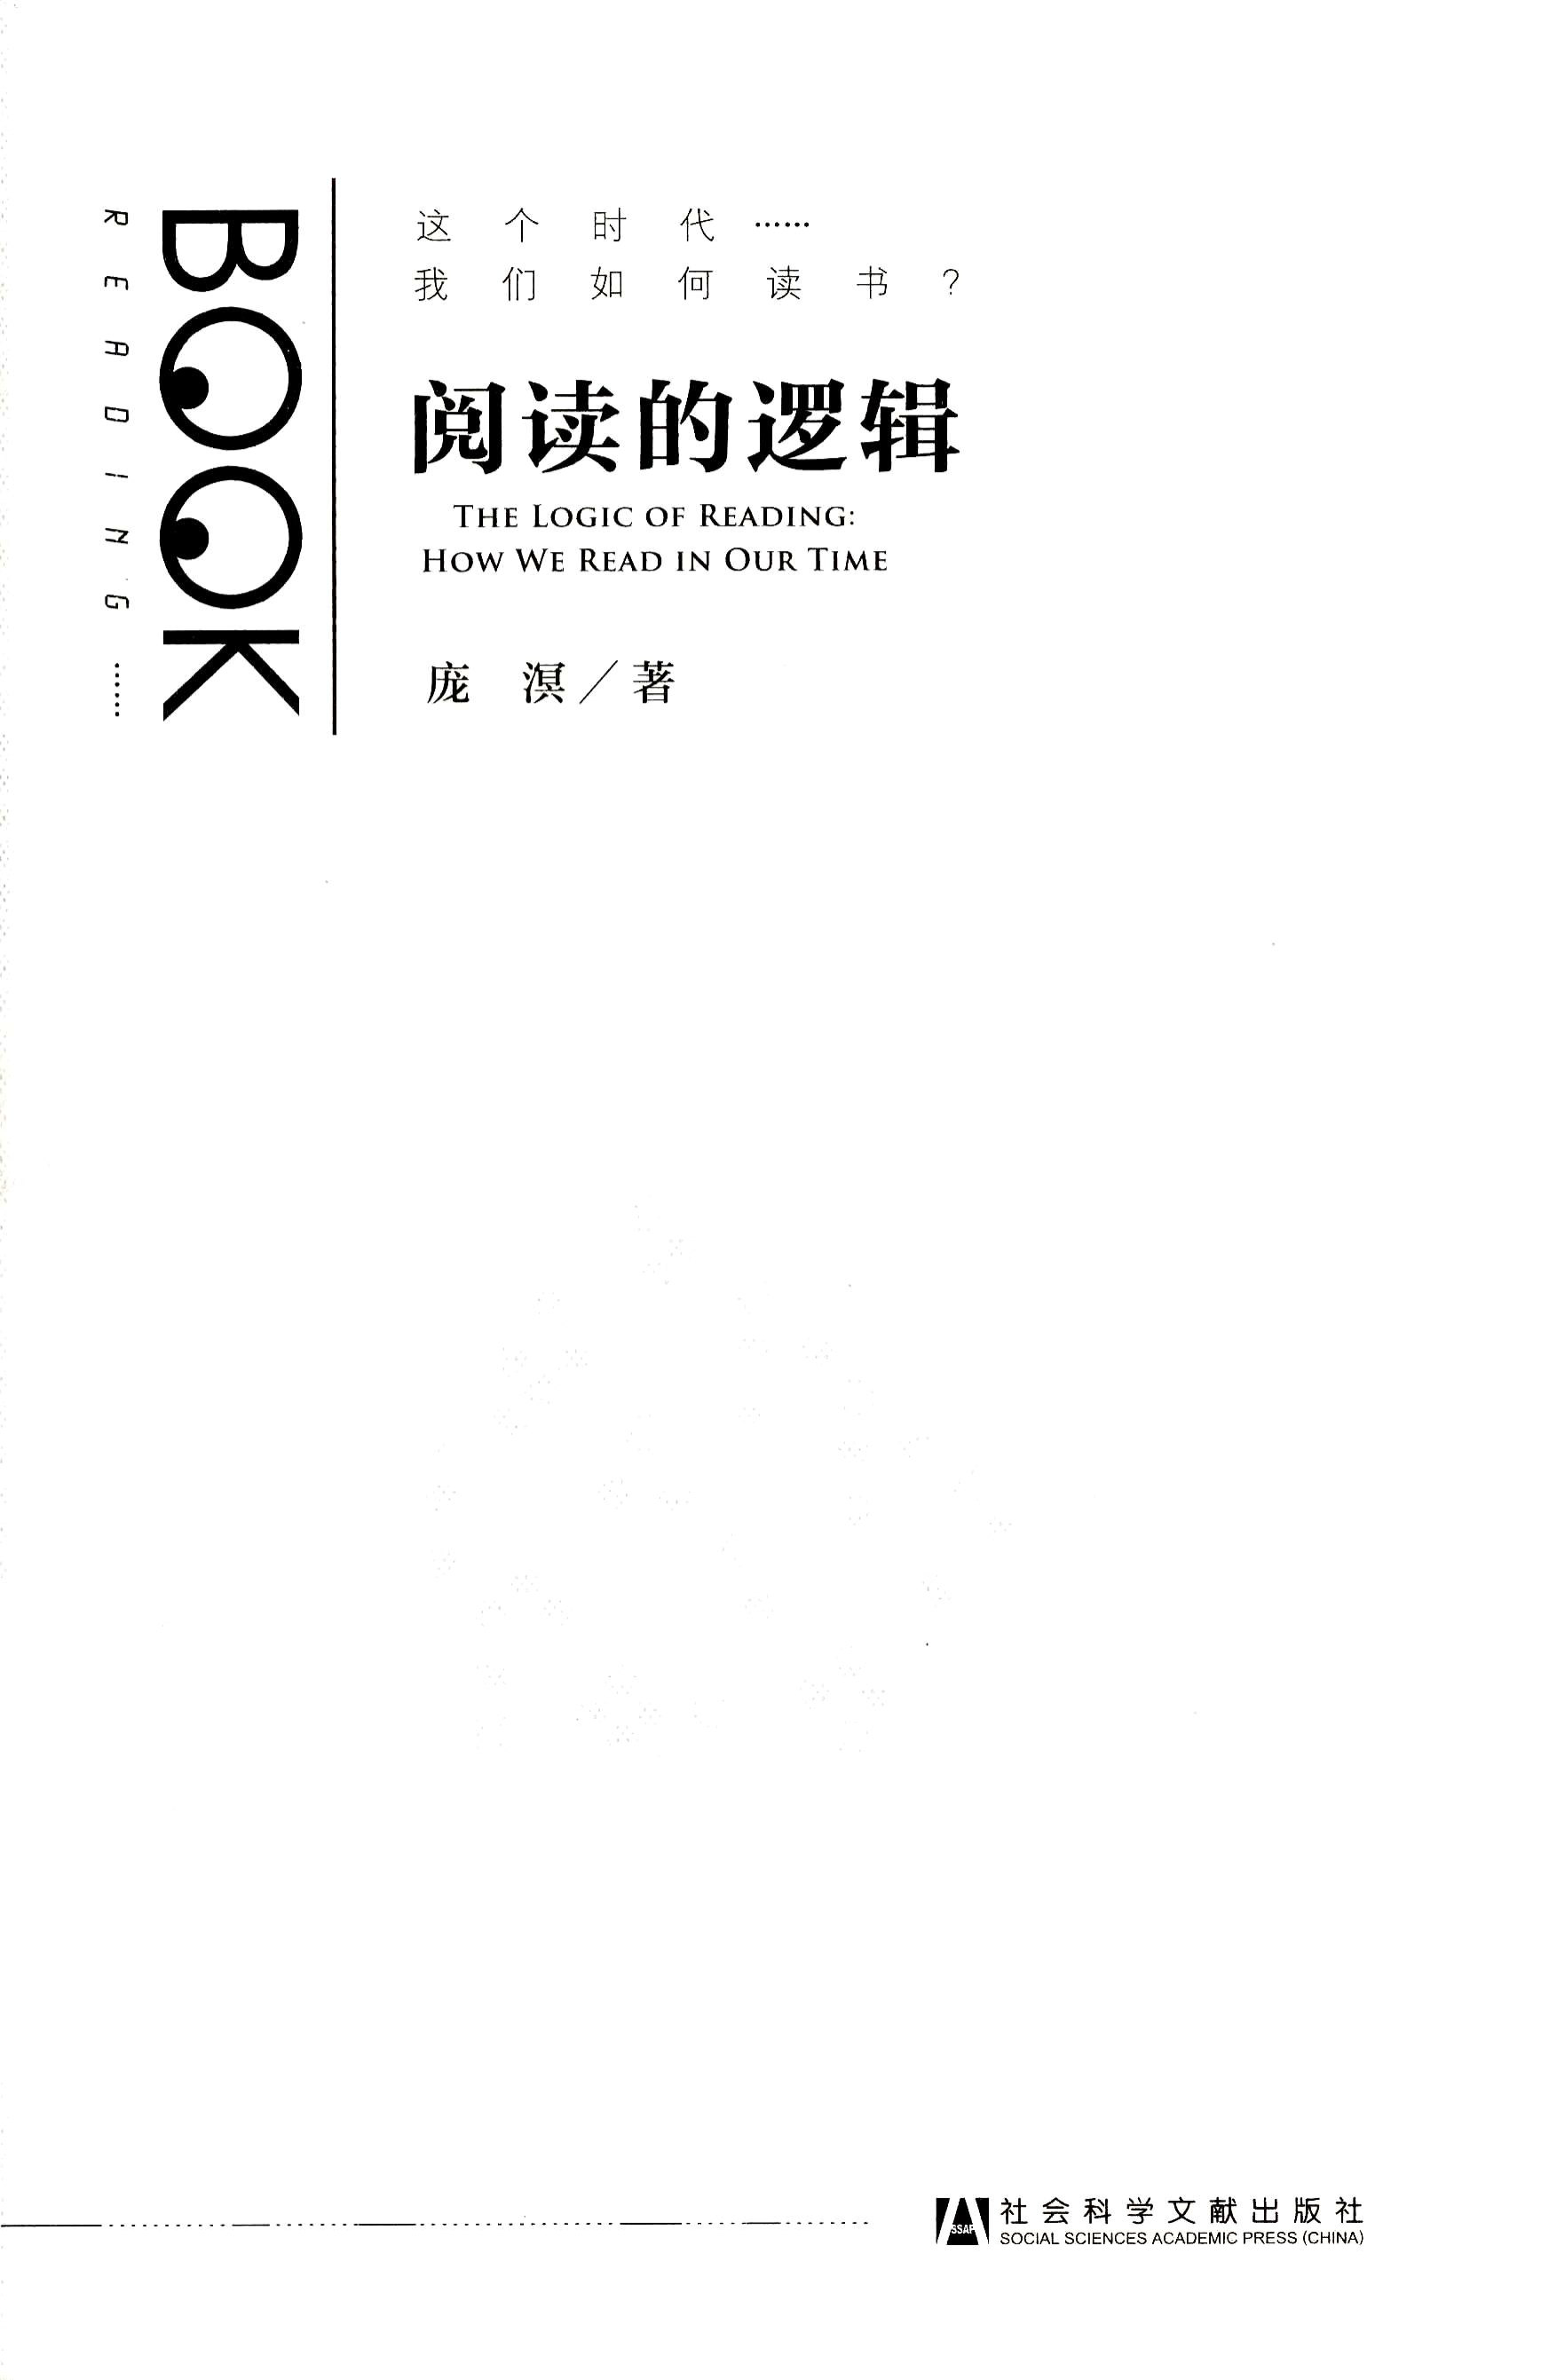 BOOK
READING……
这个时代……
我们如何读书?
阅读的逻辑
THE LOGIC OF READING:
HOW WE READ IN OUR TIME
庞 溟／著
SSAP
社会科学文献出版社
SOCIAL SCIENCES ACADEMIC PRESS (CHINA)